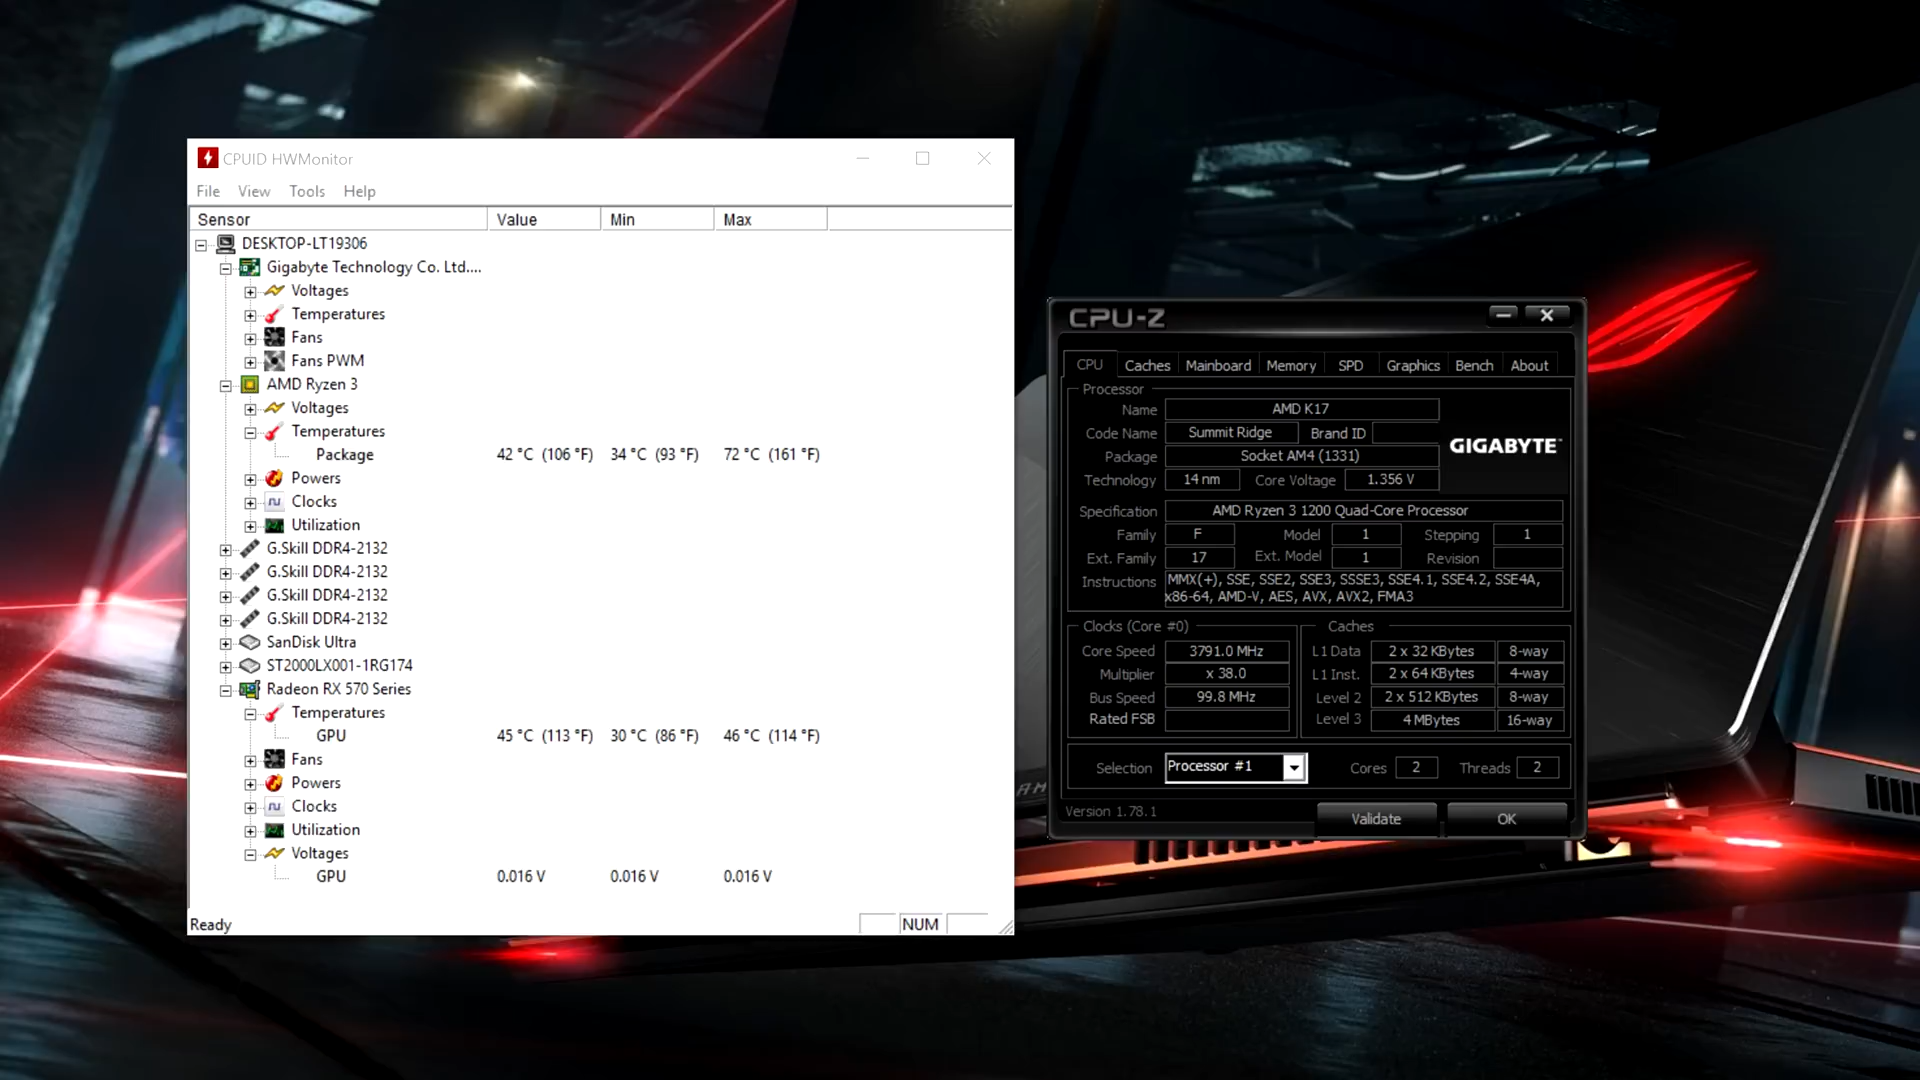 CPUID HWMonitor
File View Tools Help
Sensor Value Min Max
DESKTOP-LT19306
Gigabyte Technology Co. Ltd....
Voltages
Temperatures
Fans
Fans PWM
AMD Ryzen 3
Voltages
Temperatures
Package 42 °C (106 °F) 34 °C (93 °F) 72 °C (161 °F)
Powers
Clocks
Utilization
G.Skill DDR4-2132
G.Skill DDR4-2132
G.Skill DDR4-2132
G.Skill DDR4-2132
SanDisk Ultra
ST2000LX001-1RG174
Radeon RX 570 Series
Temperatures
GPU 45 °C (113 °F) 30 °C (86 °F) 46 °C (114 °F)
Fans
Powers
Clocks
Utilization
Voltages
GPU 0.016 V 0.016 V 0.016 V
Ready NUM
CPU-Z
CPU Caches Mainboard Memory SPD Graphics Bench About
Processor
Name AMD K17
Code Name Summit Ridge Brand ID
GIGABYTE™
Package Socket AM4 (1331)
Technology 14 nm Core Voltage 1.356 V
Specification AMD Ryzen 3 1200 Quad-Core Processor
Family F Model 1 Stepping 1
Ext. Family 17 Ext. Model 1 Revision
Instructions MMX(+), SSE, SSE2, SSE3, SSSE3, SSE4.1, SSE4.2, SSE4A,
x86-64, AMD-V, AES, AVX, AVX2, FMA3
Clocks (Core #0) Caches
Core Speed 3791.0 MHz L1 Data 2 x 32 KBytes 8-way
Multiplier x 38.0 L1 Inst. 2 x 64 KBytes 4-way
Bus Speed 99.8 MHz Level 2 2 x 512 KBytes 8-way
Rated FSB Level 3 4 MBytes 16-way
Selection Processor #1 Cores 2 Threads 2
Version 1.78.1 Validate OK